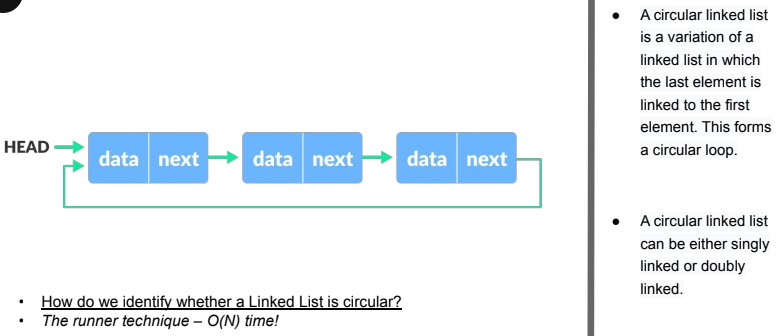 HEAD
data next data next data next
• How do we identify whether a Linked List is circular?
• The runner technique – O(N) time!
● A circular linked list
is a variation of a
linked list in which
the last element is
linked to the first
element. This forms
a circular loop.
● A circular linked list
can be either singly
linked or doubly
linked.